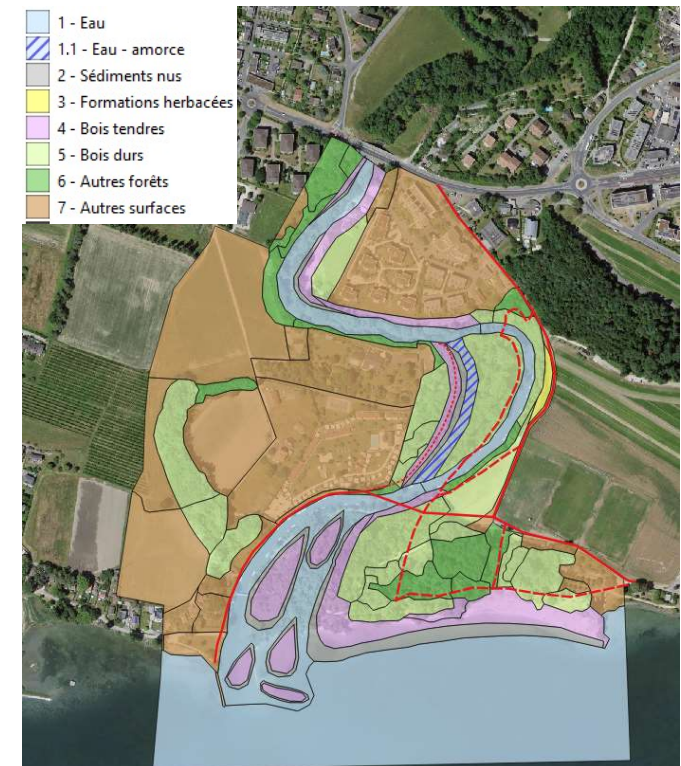 1 - Eau
1.1 - Eau - amorce
2 - Sédiments nus
3 - Formations herbacées
4 - Bois tendres
5 - Bois durs
6 - Autres forêts
7 - Autres surfaces